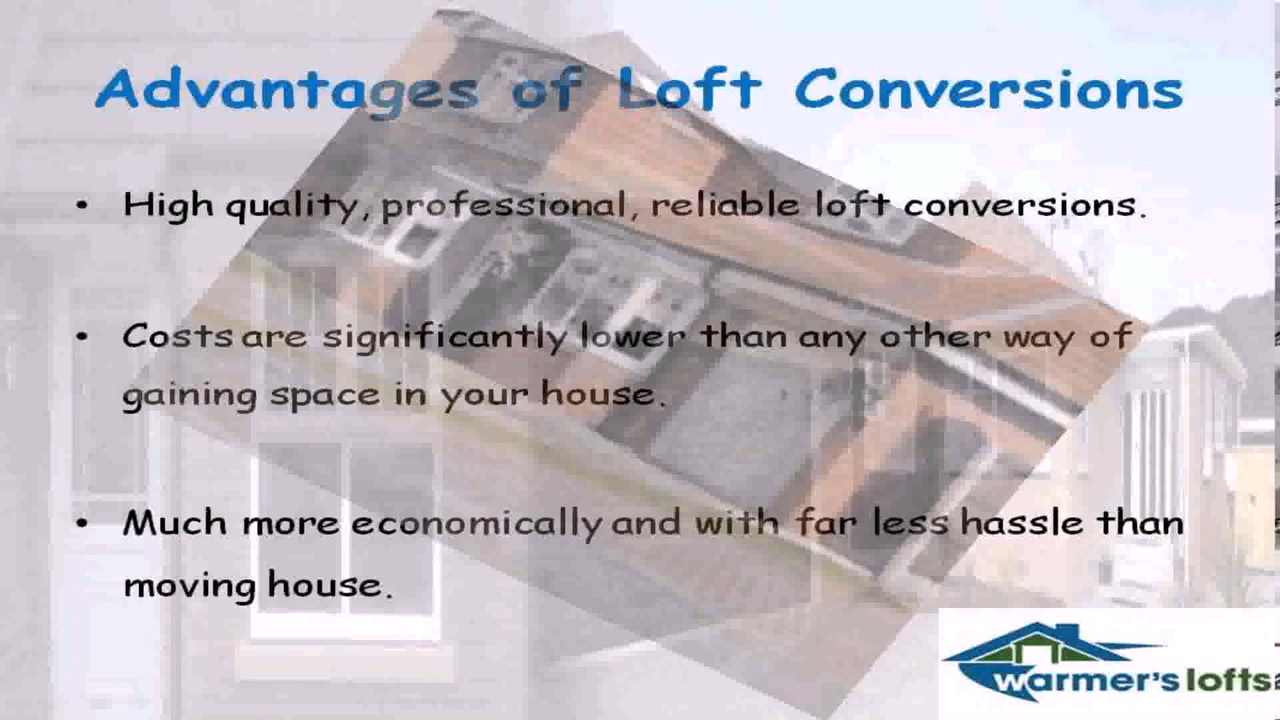 Advantages of Loft Conversions
• High quality, professional, reliable loft conversions.
• Costs are significantly lower than any other way of
gaining space in your house.
• Much more economically and with far less hassle than
moving house.
warmer's lofts